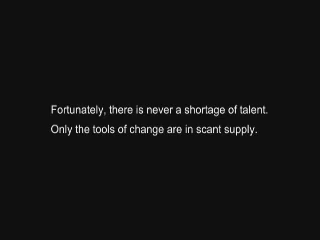 Fortunately, there is never a shortage of talent.
Only the tools of change are in scant supply.